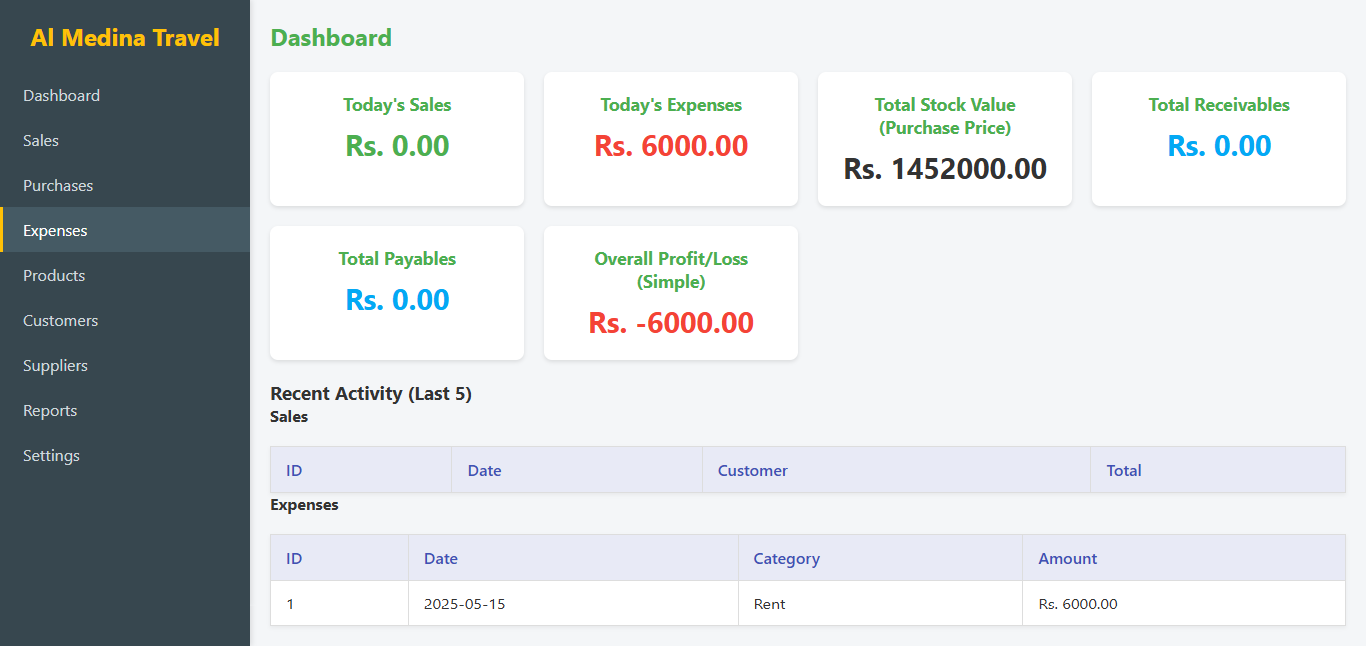 Al Medina Travel
Dashboard
Sales
Purchases
Expenses
Products
Customers
Suppliers
Reports
Settings
Dashboard
Today's Sales
Rs. 0.00
Today's Expenses
Rs. 6000.00
Total Stock Value
(Purchase Price)
Rs. 1452000.00
Total Receivables
Rs. 0.00
Total Payables
Rs. 0.00
Overall Profit/Loss
(Simple)
Rs. -6000.00
Recent Activity (Last 5)
Sales
ID Date Customer Total
Expenses
ID Date Category Amount
1 2025-05-15 Rent Rs. 6000.00